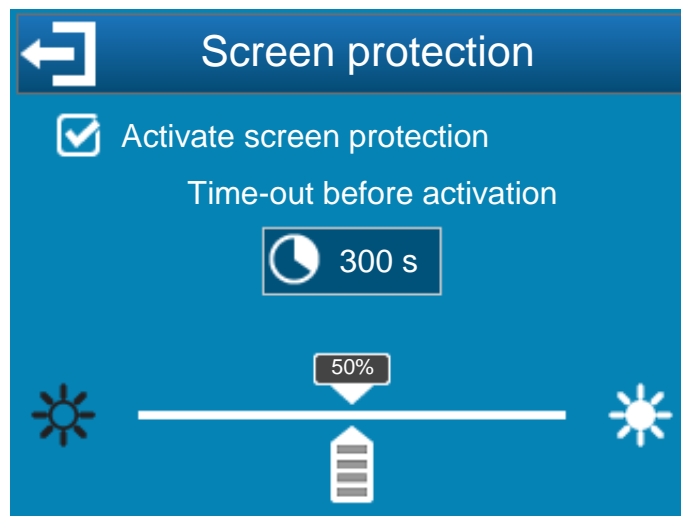 Screen protection
Activate screen protection
Time-out before activation
300 s
50%